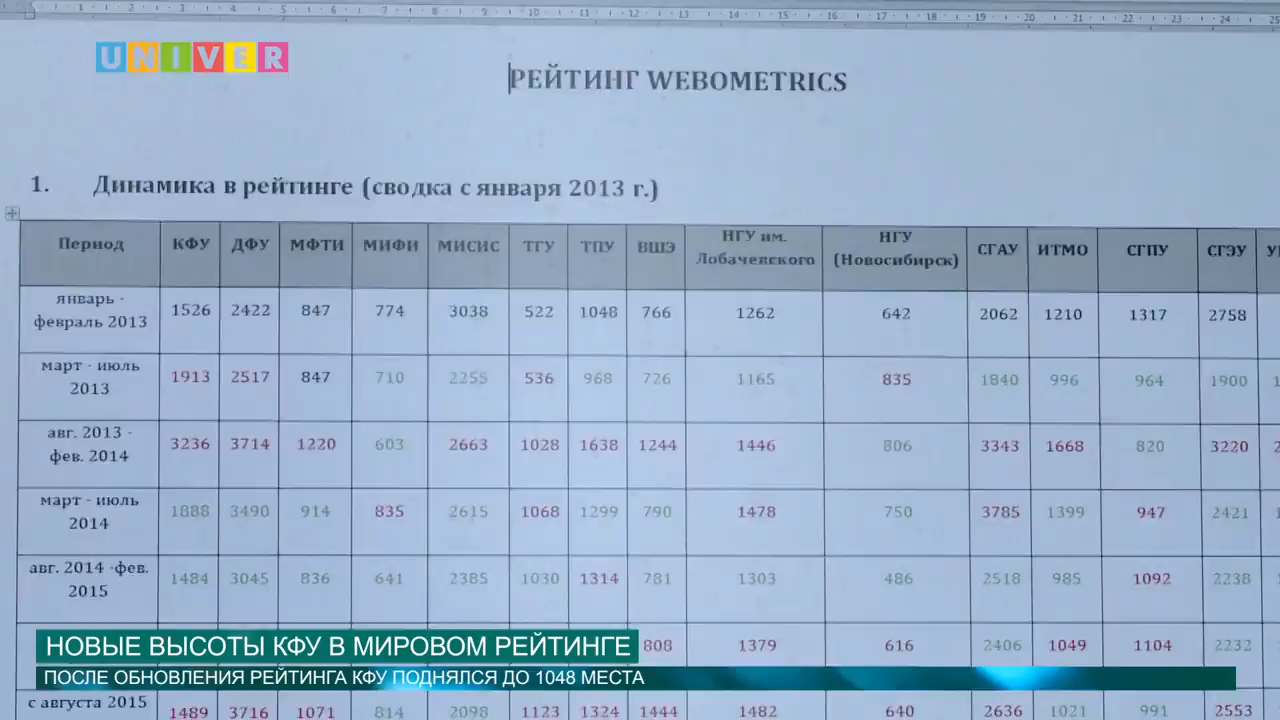 UNIVER
РЕЙТИНГ WEBOMETRICS
1. Динамика в рейтинге (сводка с января 2013 г.)
Период КФУ ДФУ МФТИ МИФИ МИСИС ТГУ ТПУ ВШЭ НГУ им. Лобачевского НГУ (Новосибирск) СГАУ ИТМО СГПУ СГЭУ
январь - февраль 2013 1526 2422 847 774 3038 522 1048 766 1262 642 2062 1210 1317 2758
март - июль 2013 1913 2517 847 710 2255 536 968 726 1165 835 1840 996 964 1900
авг. 2013 - фев. 2014 3236 3714 1220 603 2663 1028 1638 1244 1446 806 3343 1668 820 3220
март - июль 2014 1888 3490 914 835 2615 1068 1299 790 1478 750 3785 1399 947 2421
авг. 2014 -фев. 2015 1484 3045 836 641 2385 1030 1314 781 1303 486 2518 985 1092 2238
808 1379 616 2406 1049 1104 2232
НОВЫЕ ВЫСОТЫ КФУ В МИРОВОМ РЕЙТИНГЕ
ПОСЛЕ ОБНОВЛЕНИЯ РЕЙТИНГА КФУ ПОДНЯЛСЯ ДО 1048 МЕСТА
с августа 2015 1489 3716 1071 814 2098 1123 1324 1444 1482 640 2636 1021 991 2553